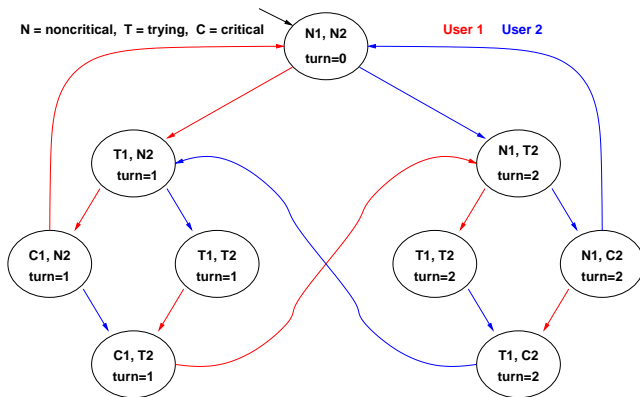 N = noncritical, T = trying, C = critical
User 1 User 2
N1, N2
turn=0
T1, N2
turn=1
N1, T2
turn=2
C1, N2
turn=1
T1, T2
turn=1
T1, T2
turn=2
N1, C2
turn=2
C1, T2
turn=1
T1, C2
turn=2